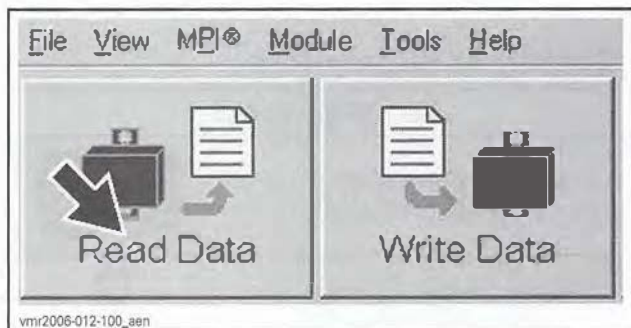 File View MPI® Module Tools Help
Read Data Write Data
vmr2006-012-100_aen